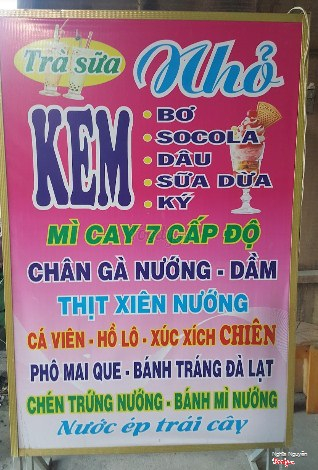 Trà sữa Nhỏ
KEM
• BƠ
• SOCOLA
• DÂU
• SỮA DỪA
• KÝ
MÌ CAY 7 CẤP ĐỘ
CHÂN GÀ NƯỚNG - DẦM
THỊT XIÊN NƯỚNG
CÁ VIÊN - HỒ LÔ - XÚC XÍCH CHIÊN
PHÔ MAI QUE - BÁNH TRÁNG ĐÀ LẠT
CHÉN TRỨNG NƯỚNG - BÁNH MÌ NƯỚNG
Nước ép trái cây
Nghĩa Nguyễn